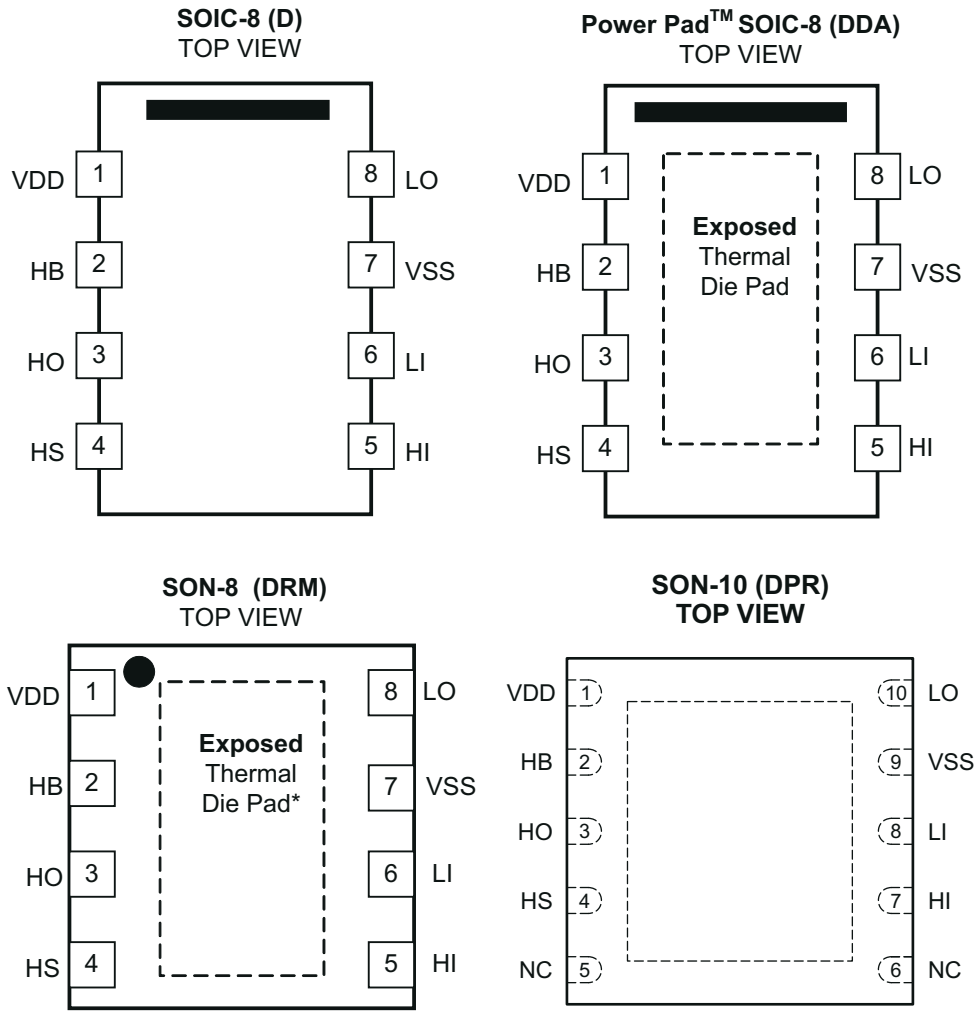 SOIC-8 (D)
TOP VIEW
VDD 1 8 LO
HB 2 7 VSS
HO 3 6 LI
HS 4 5 HI
Power Pad™ SOIC-8 (DDA)
TOP VIEW
VDD 1 8 LO
Exposed
Thermal
Die Pad
HB 2 7 VSS
HO 3 6 LI
HS 4 5 HI
SON-8 (DRM)
TOP VIEW
VDD 1 8 LO
Exposed
Thermal
Die Pad*
HB 2 7 VSS
HO 3 6 LI
HS 4 5 HI
SON-10 (DPR)
TOP VIEW
VDD 1 10 LO
HB 2 9 VSS
HO 3 8 LI
HS 4 7 HI
NC 5 6 NC